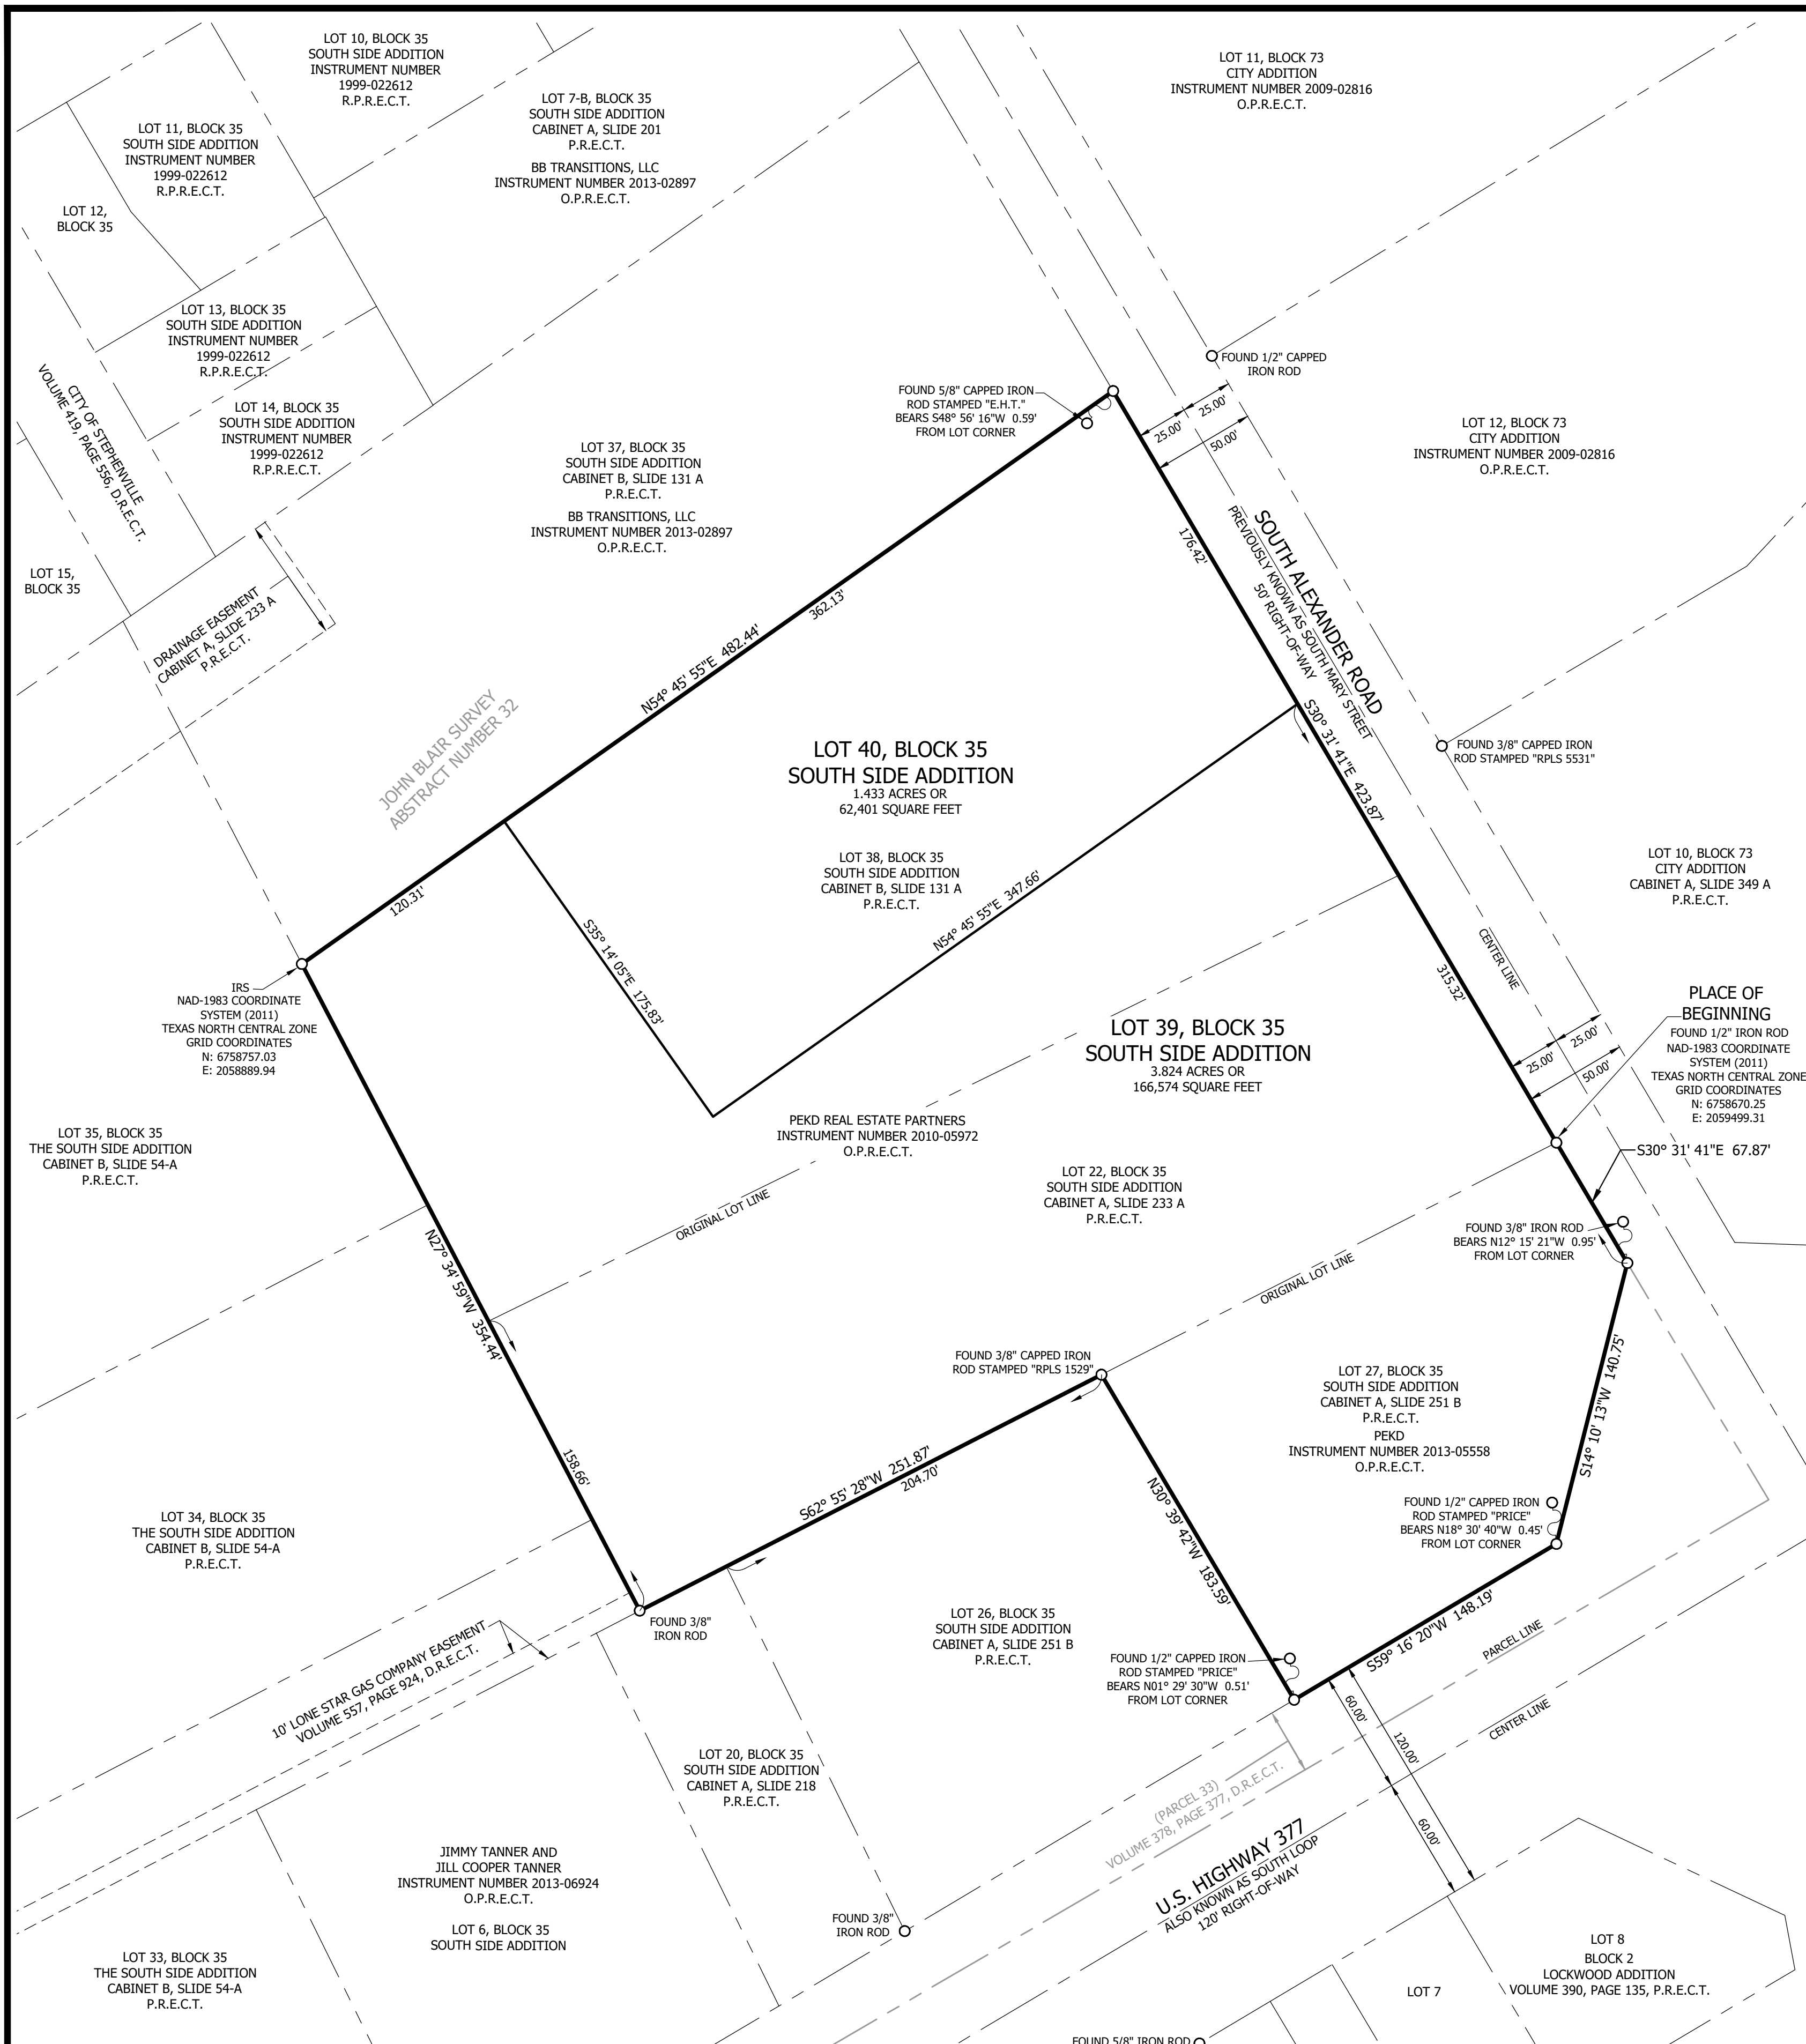 LOT 10, BLOCK 35
SOUTH SIDE ADDITION
INSTRUMENT NUMBER
1999-022612
R.P.R.E.C.T.
LOT 11, BLOCK 73
CITY ADDITION
INSTRUMENT NUMBER 2009-02816
O.P.R.E.C.T.
LOT 7-B, BLOCK 35
SOUTH SIDE ADDITION
CABINET A, SLIDE 201
P.R.E.C.T.
BB TRANSITIONS, LLC
INSTRUMENT NUMBER 2013-02897
O.P.R.E.C.T.
LOT 11, BLOCK 35
SOUTH SIDE ADDITION
INSTRUMENT NUMBER
1999-022612
R.P.R.E.C.T.
LOT 12,
BLOCK 35
LOT 13, BLOCK 35
SOUTH SIDE ADDITION
INSTRUMENT NUMBER
1999-022612
R.P.R.E.C.T.
CITY OF STEPHENVILLE
VOLUME 419, PAGE 556, D.R.E.C.T.
LOT 14, BLOCK 35
SOUTH SIDE ADDITION
INSTRUMENT NUMBER
1999-022612
R.P.R.E.C.T.
FOUND 1/2" CAPPED
IRON ROD
FOUND 5/8" CAPPED IRON
ROD STAMPED "E.H.T."
BEARS S48° 56' 16"W 0.59'
FROM LOT CORNER
25.00'
25.00'
50.00'
LOT 12, BLOCK 73
CITY ADDITION
INSTRUMENT NUMBER 2009-02816
O.P.R.E.C.T.
LOT 37, BLOCK 35
SOUTH SIDE ADDITION
CABINET B, SLIDE 131 A
P.R.E.C.T.
BB TRANSITIONS, LLC
INSTRUMENT NUMBER 2013-02897
O.P.R.E.C.T.
176.42'
SOUTH ALEXANDER ROAD
PREVIOUSLY KNOWN AS SOUTH MARY STREET
50' RIGHT-OF-WAY
LOT 15,
BLOCK 35
DRAINAGE EASEMENT
CABINET A, SLIDE 233 A
P.R.E.C.T.
N54° 45' 55"E 482.44'
362.13'
JOHN BLAIR SURVEY
ABSTRACT NUMBER 32
LOT 40, BLOCK 35
SOUTH SIDE ADDITION
1.433 ACRES OR
62,401 SQUARE FEET
S30° 31' 41"E 423.87'
FOUND 3/8" CAPPED IRON
ROD STAMPED "RPLS 5531"
LOT 38, BLOCK 35
SOUTH SIDE ADDITION
CABINET B, SLIDE 131 A
P.R.E.C.T.
LOT 10, BLOCK 73
CITY ADDITION
CABINET A, SLIDE 349 A
P.R.E.C.T.
120.31'
S35° 14' 05"E 175.83'
N54° 45' 55"E 347.66'
315.32'
CENTER LINE
IRS
NAD-1983 COORDINATE
SYSTEM (2011)
TEXAS NORTH CENTRAL ZONE
GRID COORDINATES
N: 6758757.03
E: 2058889.94
PLACE OF
BEGINNING
FOUND 1/2" IRON ROD
NAD-1983 COORDINATE
SYSTEM (2011)
TEXAS NORTH CENTRAL ZONE
GRID COORDINATES
N: 6758670.25
E: 2059499.31
LOT 39, BLOCK 35
SOUTH SIDE ADDITION
3.824 ACRES OR
166,574 SQUARE FEET
25.00'
25.00'
50.00'
PEKD REAL ESTATE PARTNERS
INSTRUMENT NUMBER 2010-05972
O.P.R.E.C.T.
LOT 35, BLOCK 35
THE SOUTH SIDE ADDITION
CABINET B, SLIDE 54-A
P.R.E.C.T.
LOT 22, BLOCK 35
SOUTH SIDE ADDITION
CABINET A, SLIDE 233 A
P.R.E.C.T.
S30° 31' 41"E 67.87'
ORIGINAL LOT LINE
FOUND 3/8" IRON ROD
BEARS N12° 15' 21"W 0.95'
FROM LOT CORNER
ORIGINAL LOT LINE
N27° 34' 59"W 354.44'
FOUND 3/8" CAPPED IRON
ROD STAMPED "RPLS 1529"
LOT 27, BLOCK 35
SOUTH SIDE ADDITION
CABINET A, SLIDE 251 B
P.R.E.C.T.
PEKD
INSTRUMENT NUMBER 2013-05558
O.P.R.E.C.T.
S14° 10' 13"W 140.75'
158.66'
S62° 55' 28"W 251.87'
204.70'
N30° 39' 42"W 183.59'
FOUND 1/2" CAPPED IRON
ROD STAMPED "PRICE"
BEARS N18° 30' 40"W 0.45'
FROM LOT CORNER
LOT 34, BLOCK 35
THE SOUTH SIDE ADDITION
CABINET B, SLIDE 54-A
P.R.E.C.T.
FOUND 3/8"
IRON ROD
LOT 26, BLOCK 35
SOUTH SIDE ADDITION
CABINET A, SLIDE 251 B
P.R.E.C.T.
S59° 16' 20"W 148.19'
PARCEL LINE
FOUND 1/2" CAPPED IRON
ROD STAMPED "PRICE"
BEARS N01° 29' 30"W 0.51'
FROM LOT CORNER
10' LONE STAR GAS COMPANY EASEMENT
VOLUME 557, PAGE 924, D.R.E.C.T.
60.00'
120.00'
CENTER LINE
LOT 20, BLOCK 35
SOUTH SIDE ADDITION
CABINET A, SLIDE 218
P.R.E.C.T.
(PARCEL 33)
VOLUME 378, PAGE 377, D.R.E.C.T.
60.00'
U.S. HIGHWAY 377
ALSO KNOWN AS SOUTH LOOP
120' RIGHT-OF-WAY
JIMMY TANNER AND
JILL COOPER TANNER
INSTRUMENT NUMBER 2013-06924
O.P.R.E.C.T.
LOT 6, BLOCK 35
SOUTH SIDE ADDITION
FOUND 3/8"
IRON ROD
LOT 33, BLOCK 35
THE SOUTH SIDE ADDITION
CABINET B, SLIDE 54-A
P.R.E.C.T.
LOT 8
BLOCK 2
LOCKWOOD ADDITION
VOLUME 390, PAGE 135, P.R.E.C.T.
LOT 7
FOUND 5/8" IRON ROD